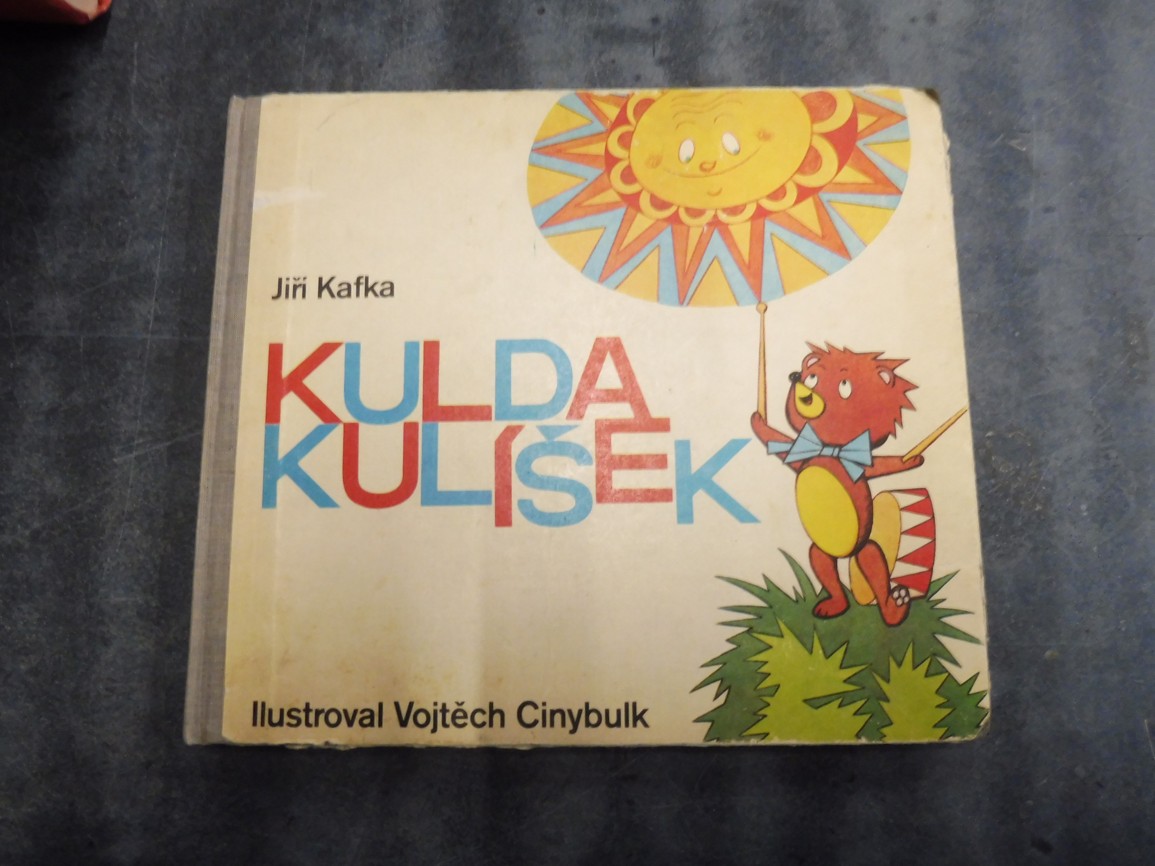 Jiří Kafka
KULDA
KULÍŠEK
Ilustroval Vojtěch Cinybulk